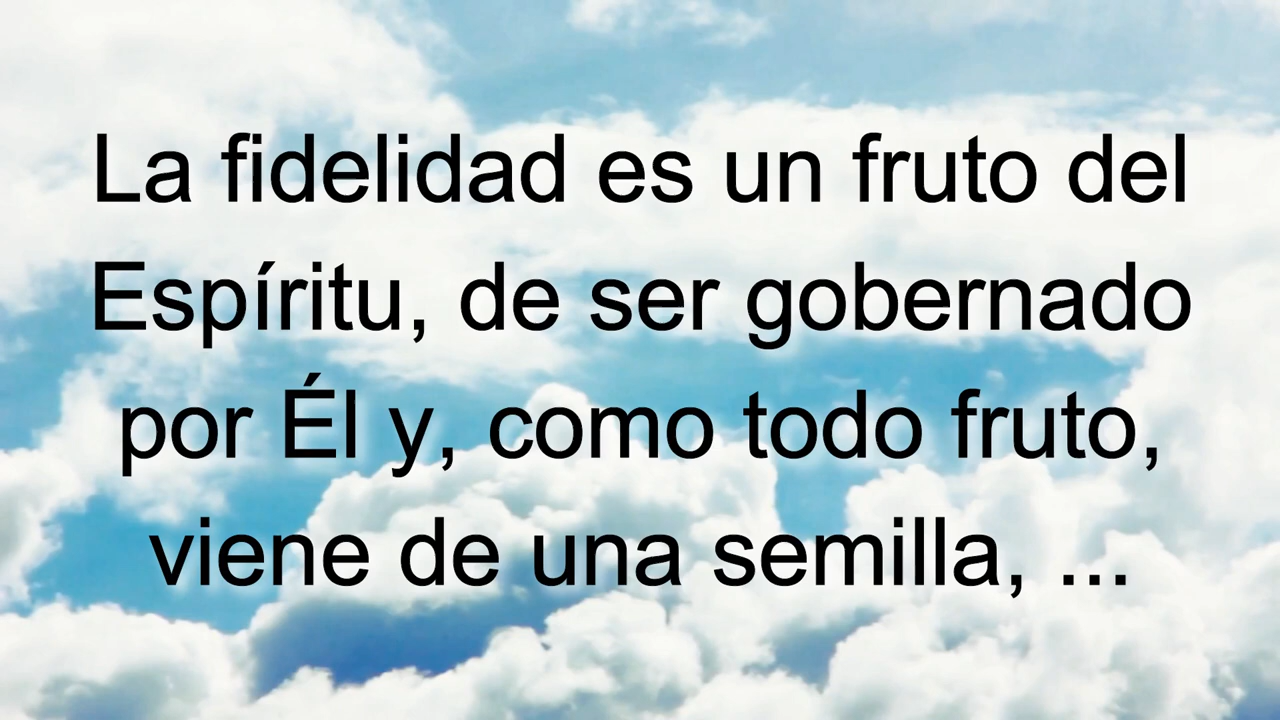 La fidelidad es un fruto del
Espíritu, de ser gobernado
por Él y, como todo fruto,
viene de una semilla, ...